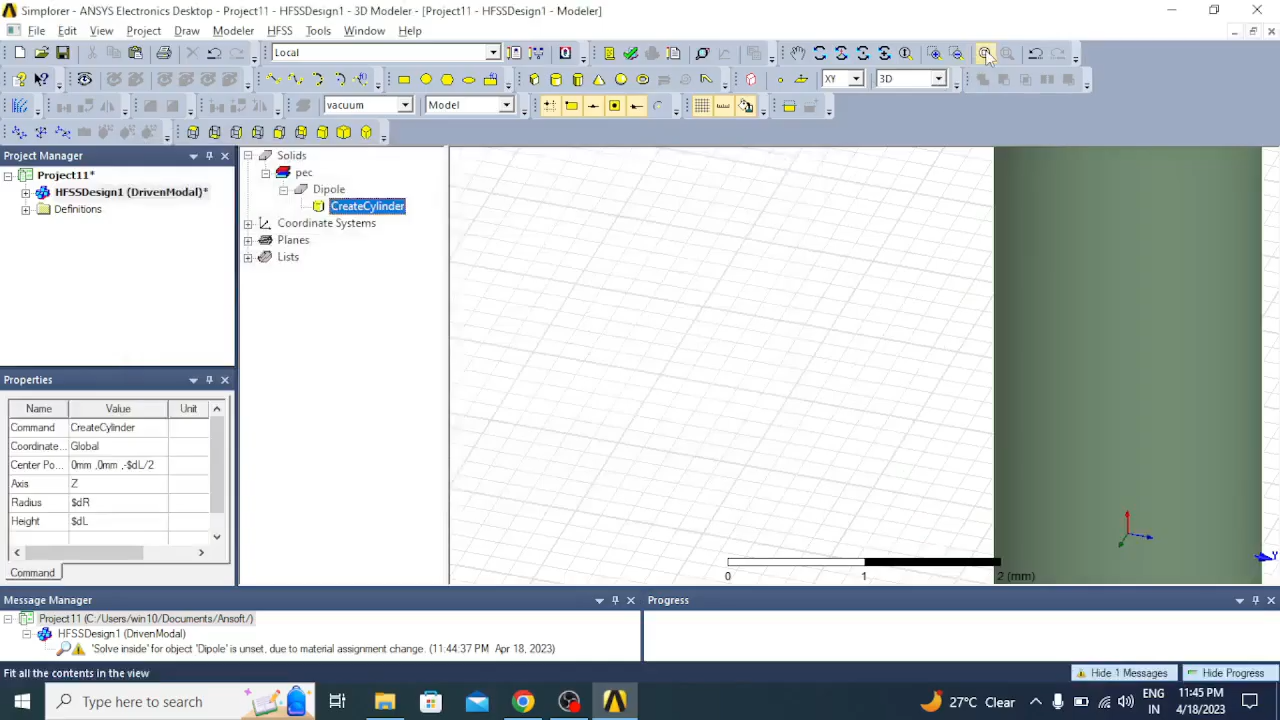 Simplorer - ANSYS Electronics Desktop - Project11 - HFSSDesign1 - 3D Modeler - [Project11 - HFSSDesign1 - Modeler]
File Edit View Project Draw Modeler HFSS Tools Window Help
Local
XY 3D
vacuum Model
Project Manager
Project11*
HFSSDesign1 (DrivenModal)*
Definitions
Solids
pec
Dipole
CreateCylinder
Coordinate Systems
Planes
Lists
Properties
Name Value Unit
Command CreateCylinder
Coordinate... Global
Center Po... 0mm ,0mm ,-$dL/2
Axis Z
Radius $dR
Height $dL
Command
Y
0 1 2 (mm)
Message Manager
Project11 (C:/Users/win10/Documents/Ansoft/)
HFSSDesign1 (DrivenModal)
'Solve inside' for object 'Dipole' is unset, due to material assignment change. (11:44:37 PM Apr 18, 2023)
Progress
Fit all the contents in the view
Hide 1 Messages
Hide Progress
Type here to search
27°C Clear
ENG
IN
11:45 PM
4/18/2023